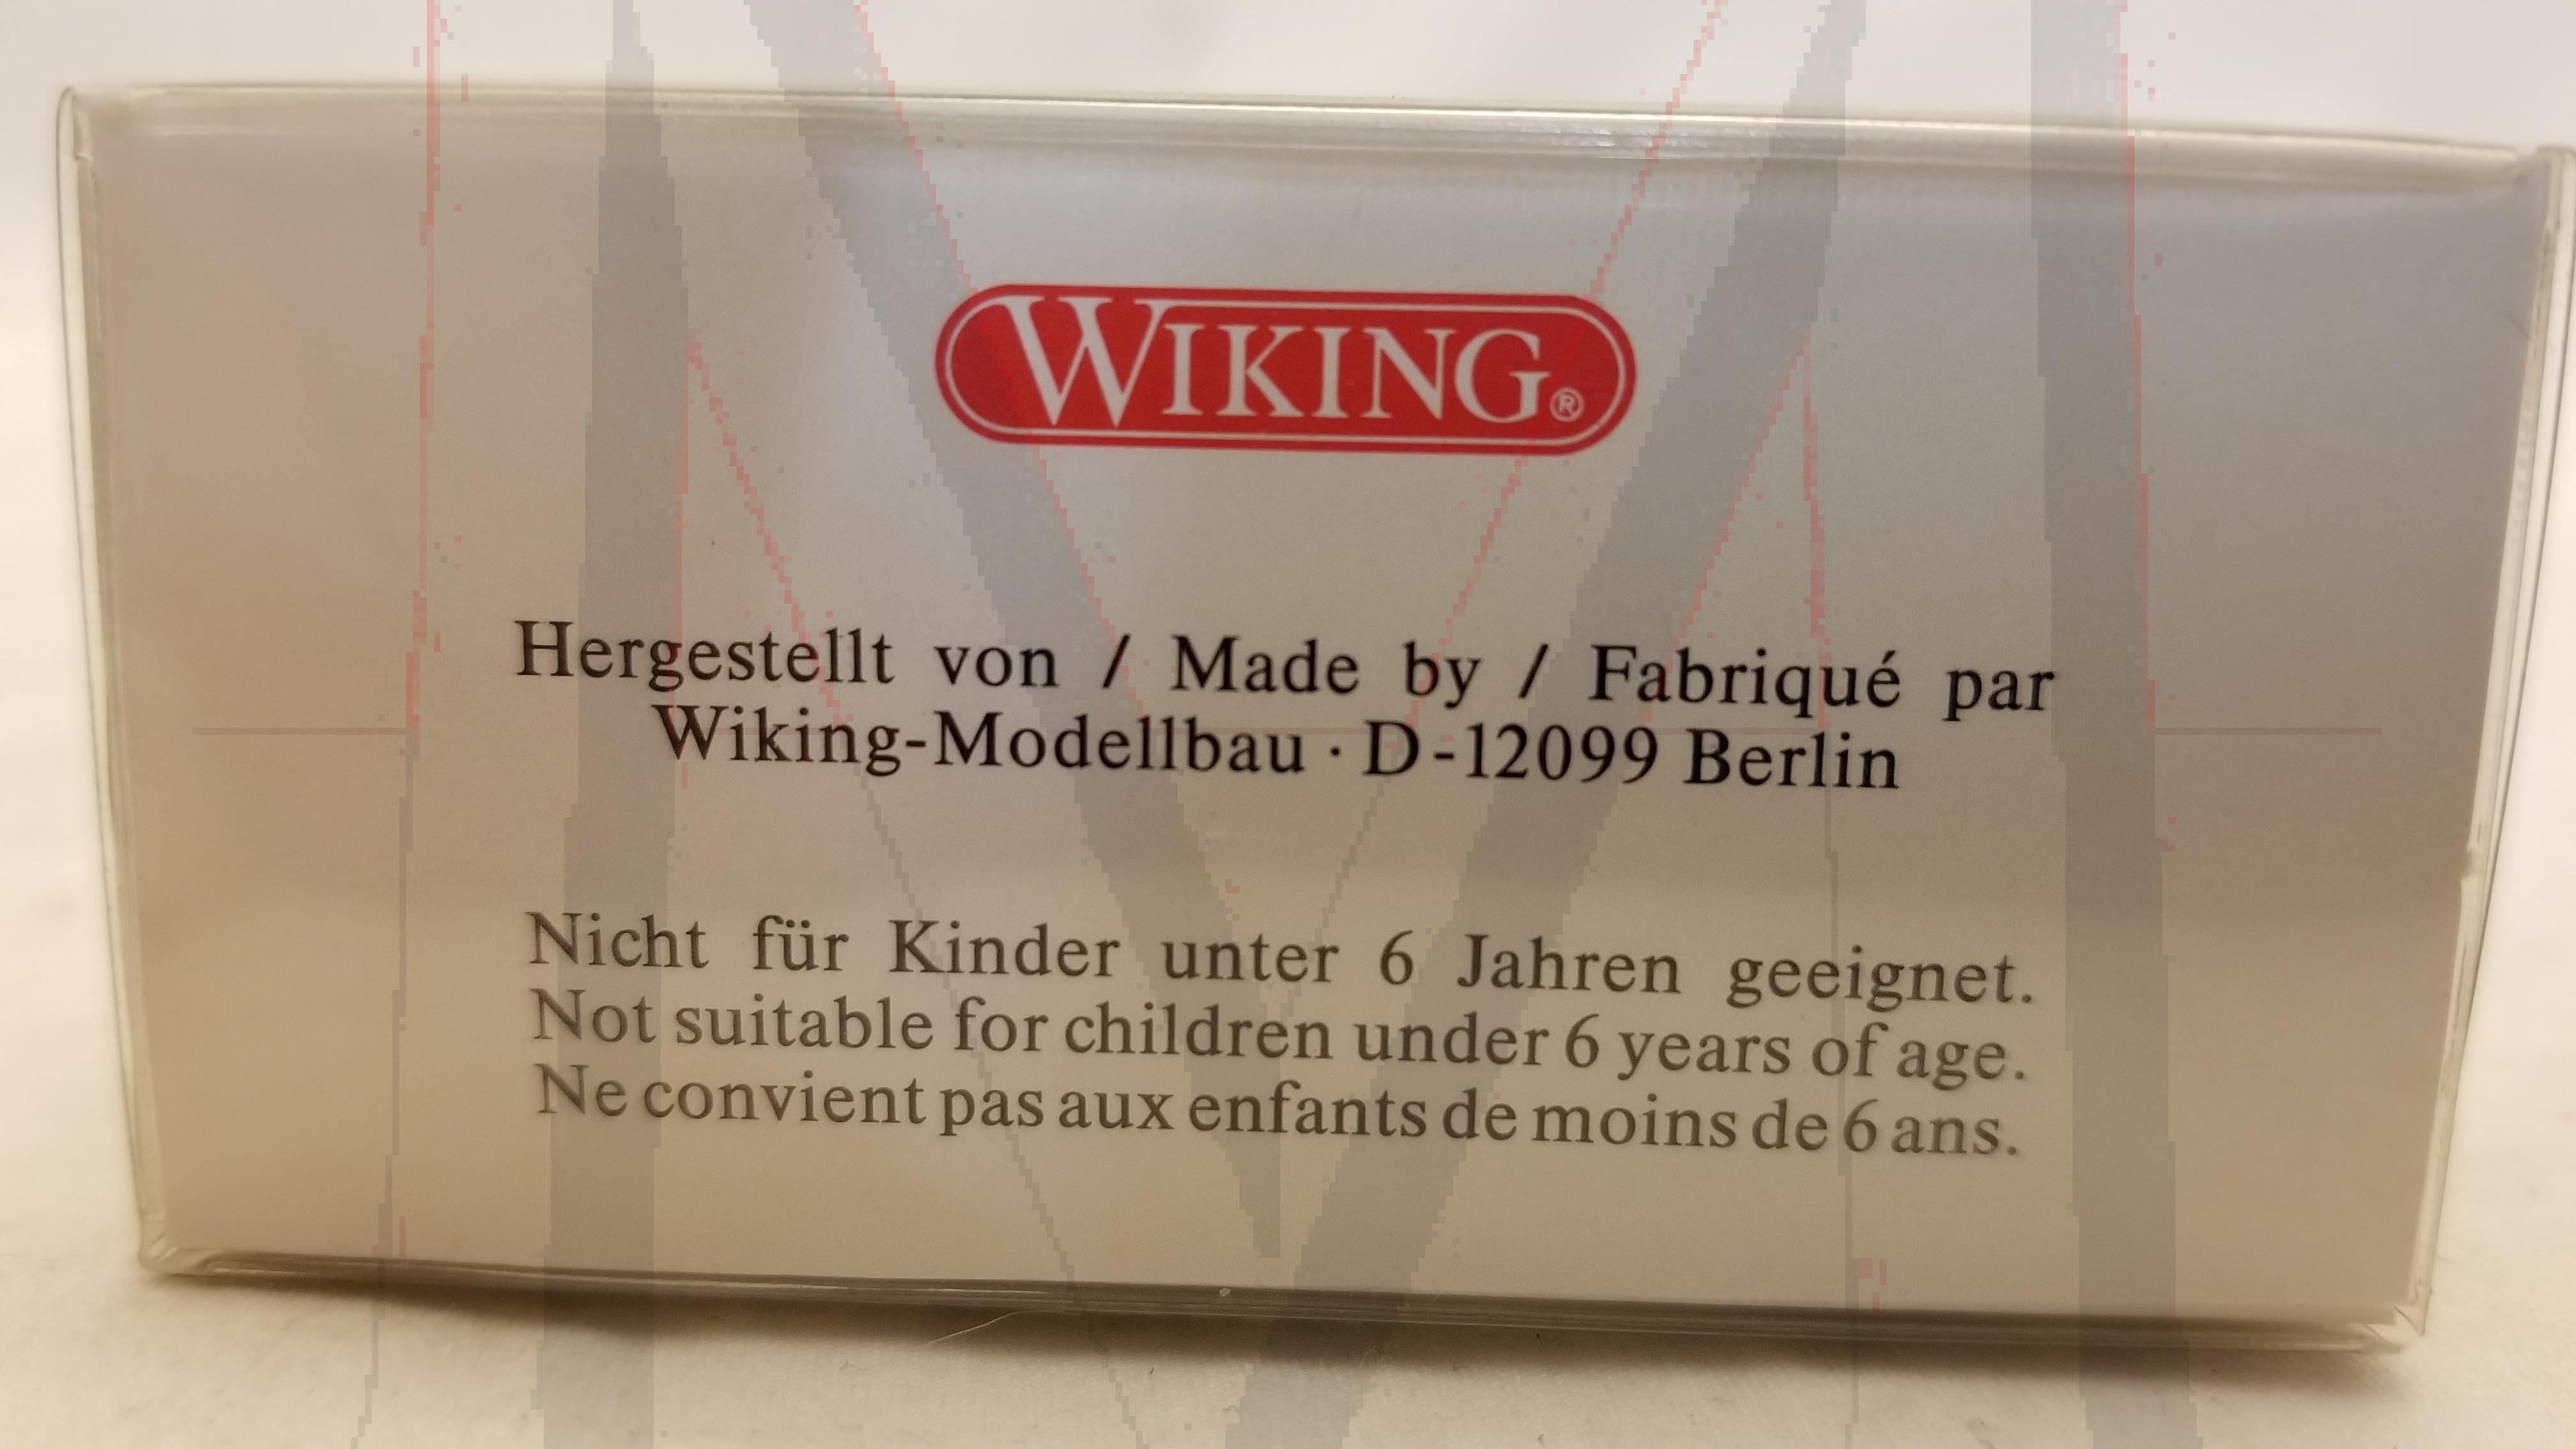 WIKING®
Hergestellt von / Made by / Fabriqué par
Wiking-Modellbau · D-12099 Berlin
Nicht für Kinder unter 6 Jahren geeignet.
Not suitable for children under 6 years of age.
Ne convient pas aux enfants de moins de 6 ans.